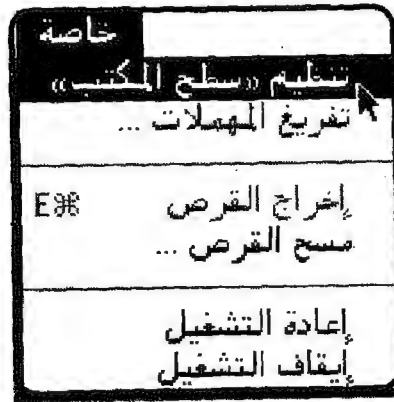 خاصة
تنظيم «سطح المكتب»
تفريغ المهملات ...
إخراج القرص E⌘
مسح القرص ...
إعادة التشغيل
إيقاف التشغيل